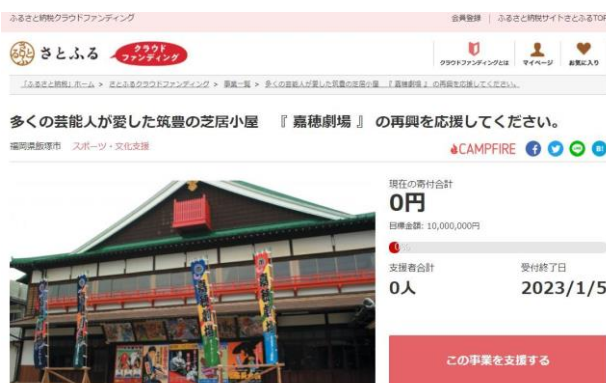 ふるさと納税クラウドファンディング
会員登録 | ふるさと納税サイトさとふるTOP
さとふる クラウドファンディング
クラウドファンディングとは マイページ お気に入り
「ふるさと納税」ホーム > さとふるクラウドファンディング > 事業一覧 > 多くの芸能人が愛した筑豊の芝居小屋 『 嘉穂劇場 』 の再興を応援してください。
多くの芸能人が愛した筑豊の芝居小屋 『 嘉穂劇場 』 の再興を応援してください。
福岡県飯塚市 スポーツ・文化支援
CAMPFIRE
現在の寄付合計
0円
目標金額: 10,000,000円
支援者合計 受付終了日
0人 2023/1/5
この事業を支援する